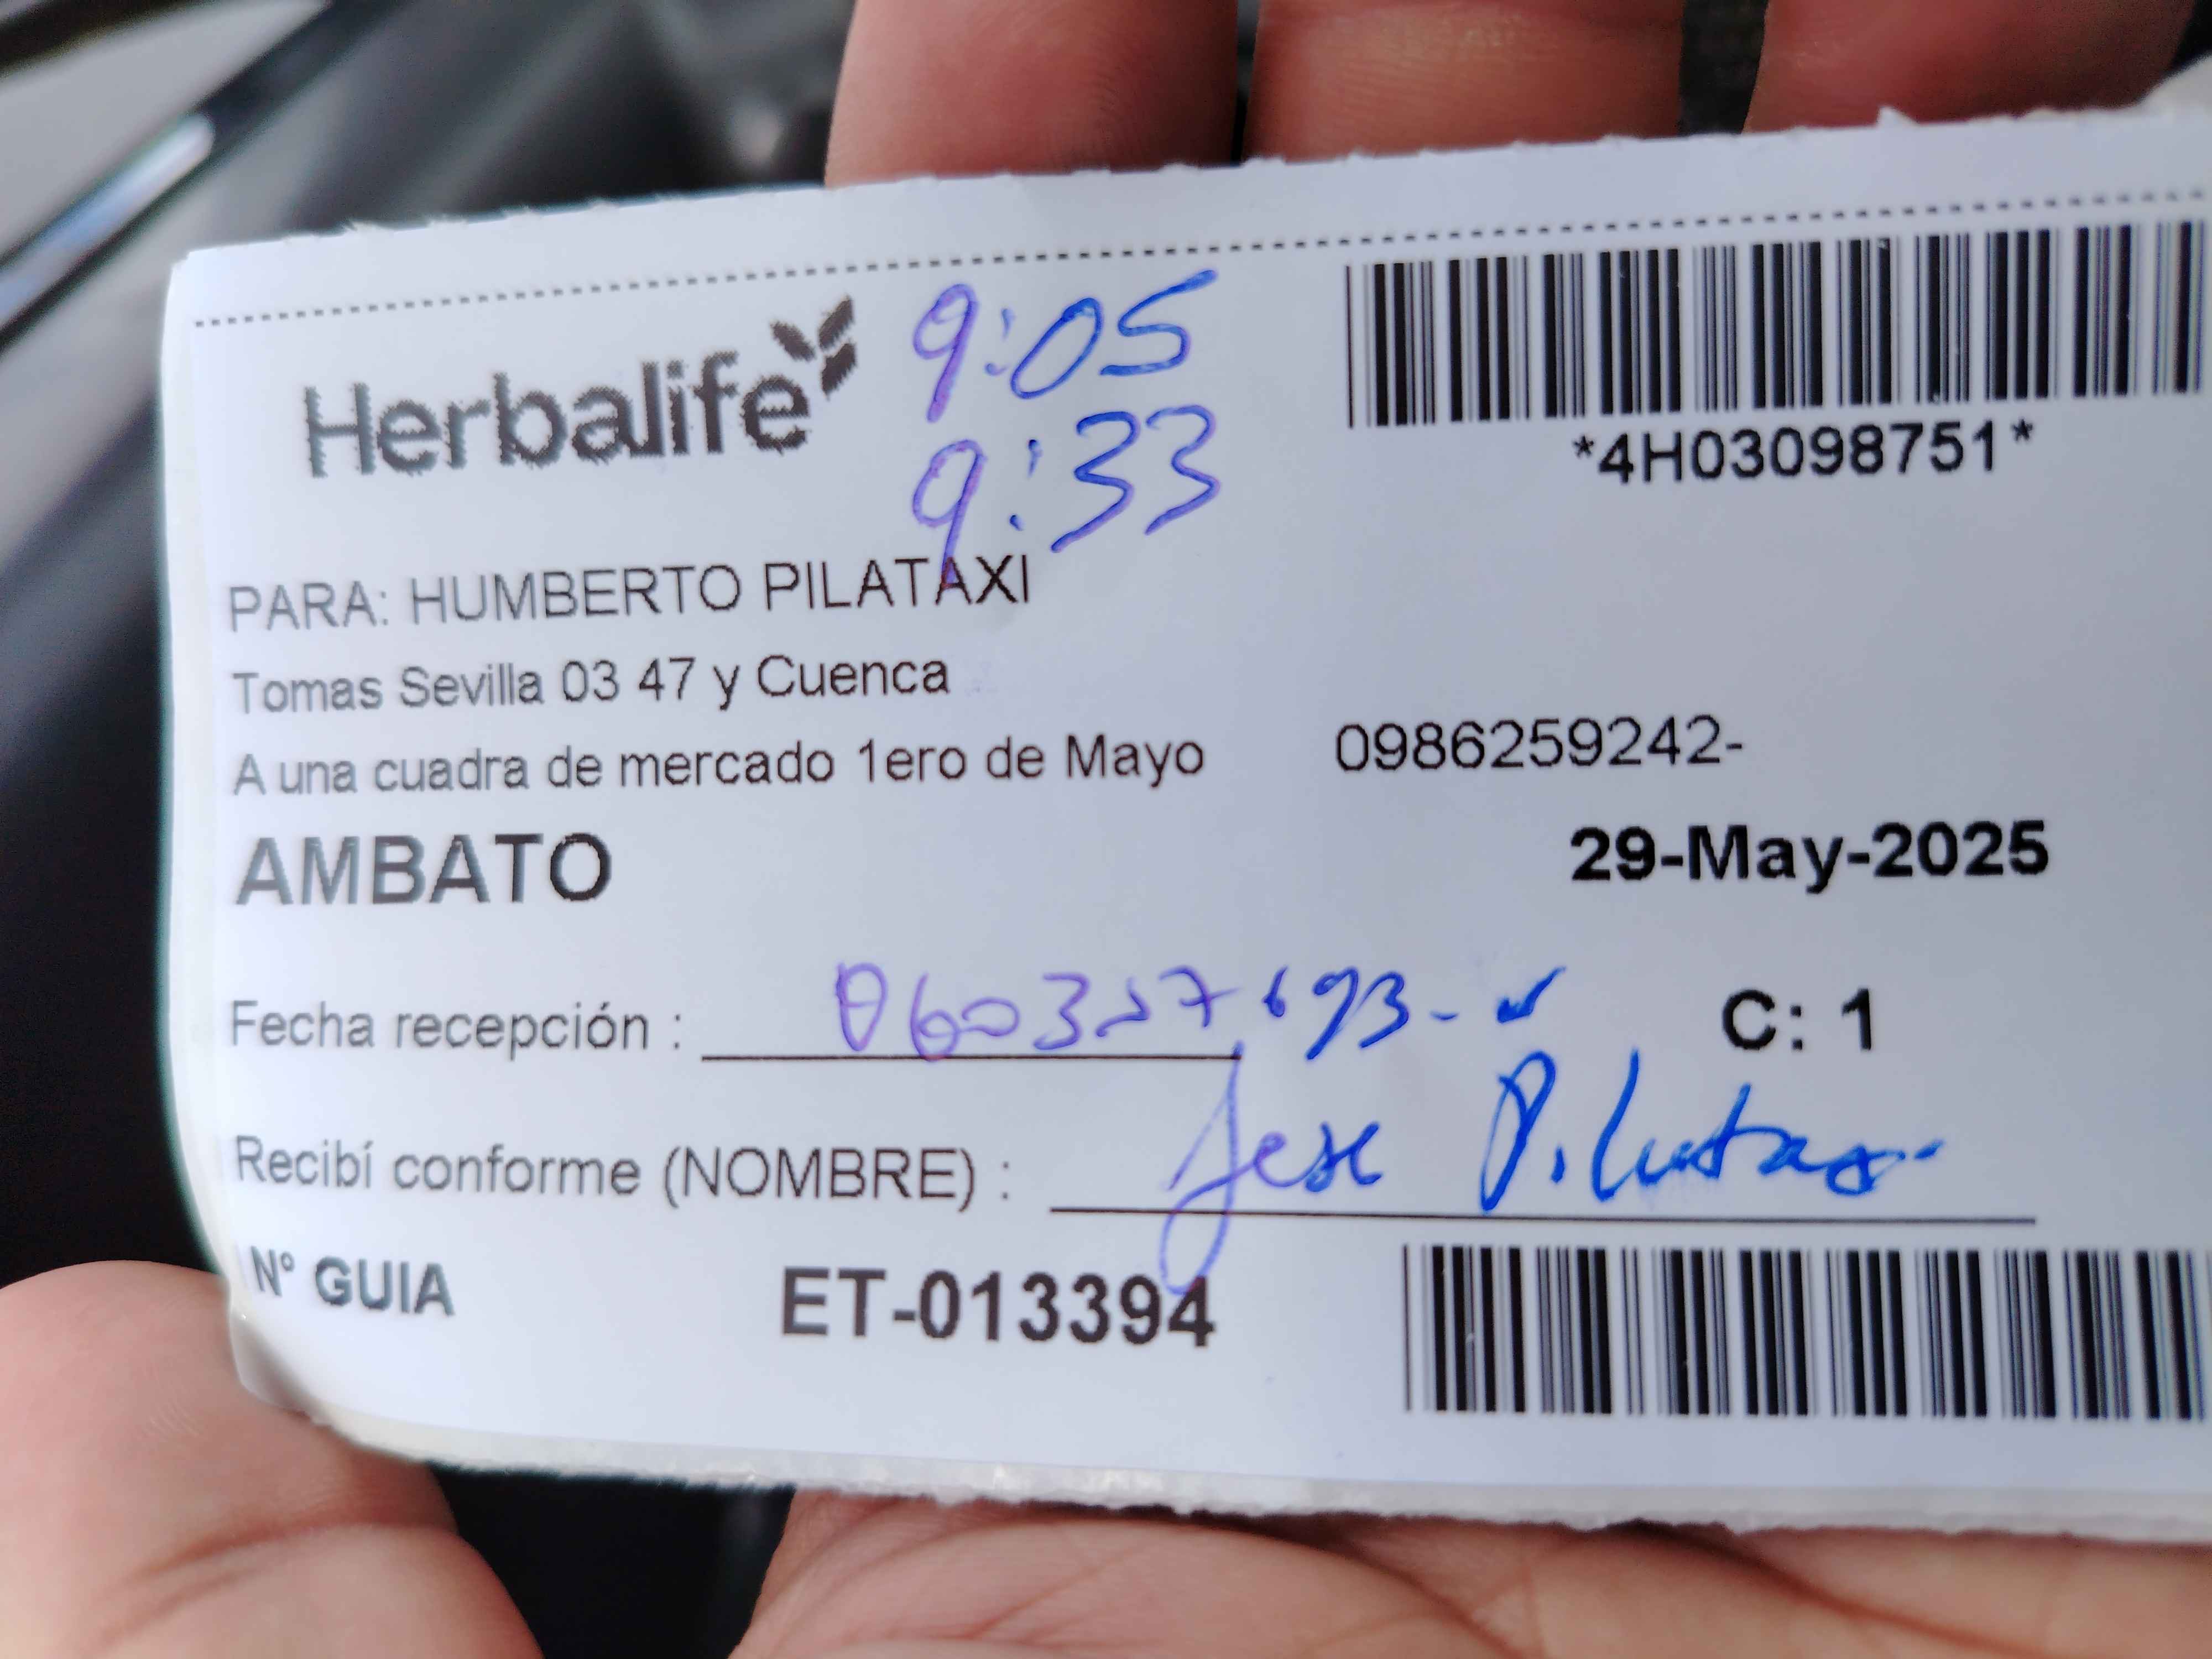 Herbalife
9:05
9:33
*4H03098751*
PARA: HUMBERTO PILATAXI
Tomas Sevilla 03 47 y Cuenca
A una cuadra de mercado 1ero de Mayo 0986259242-
AMBATO
29-May-2025
Fecha recepción :
C: 1
Recibí conforme (NOMBRE) : Jose
Nº GUIA ET-013394